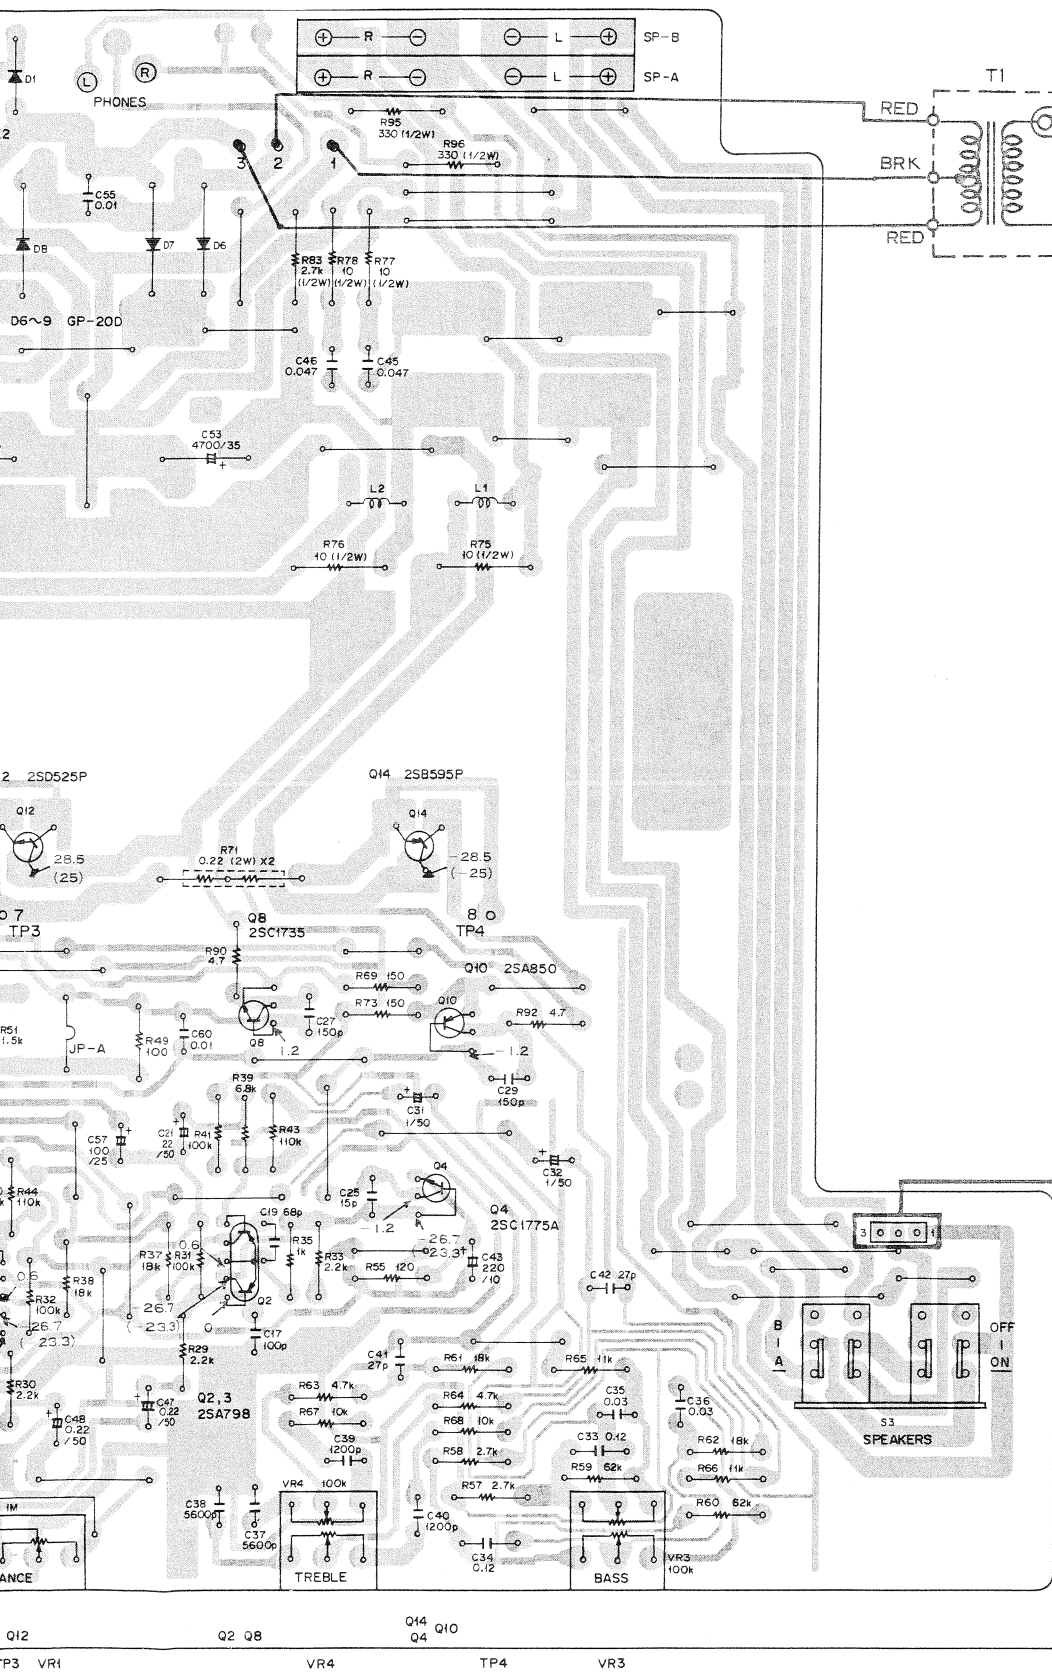 R L SP-B
R L SP-A
D1
L R
PHONES
T1
R95
330 (1/2W)
R96
330 (1/2W)
RED
BRK
RED
3 2 1
C55
0.01
D8 D7 D6
R83
2.7k
(1/2W)
R78
10
(1/2W)
R77
10
(1/2W)
D6~9 GP-20D
C46
0.047
C45
0.047
C53
4700/35
+
L2 L1
R76
10 (1/2W)
R75
10 (1/2W)
2 2SD525P
Q14 2SB595P
Q12
Q14
28.5
(25)
-28.5
(-25)
R71
0.22 (2W) X2
7
TP3
Q8
2SC1735
8
TP4
R90
4.7
Q10 2SA850
R69 150
R73 150
Q10
R92 4.7
R51
1.5k
JP-A
R49
100
C60
0.01
Q8
1.2
C27
150p
-1.2
C29
150p
R39
6.8k
C31
1/50
C57
100
/25
C21
22
/50
R41
100k
R43
110k
C32
1/50
R44
110k
C25
15p
Q4
-1.2
Q4
2SC1775A
C19 68p
-26.7
(-23.3)
R37
18k
R31
100k
0.6
R35
1k
R33
2.2k
R55 120
C43
220
/10
3 1
0.6
R32
100k
R38
18k
-26.7
(-23.3)
-26.7
(-23.3)
0
Q2
C42 27p
C17
100p
R29
2.2k
C41
27p
R61 18k
R65 11k
B
A
OFF
ON
R30
2.2k
Q2,3
2SA798
R63 4.7k
R64 4.7k
C35
0.03
C36
0.03
C48
0.22
/50
C47
0.22
/50
R67 10k
R68 10k
S3
SPEAKERS
C39
1200p
R58 2.7k
C33 0.12
R59 62k
R62 18k
R66 11k
1M
C38
5600p
C37
5600p
VR4 100k
R57 2.7k
C40
1200p
R60 62k
C34
0.12
VR3
100k
ANCE
TREBLE
BASS
Q12
Q2 Q8
Q14
Q4
Q10
TP3 VR1
VR4
TP4
VR3